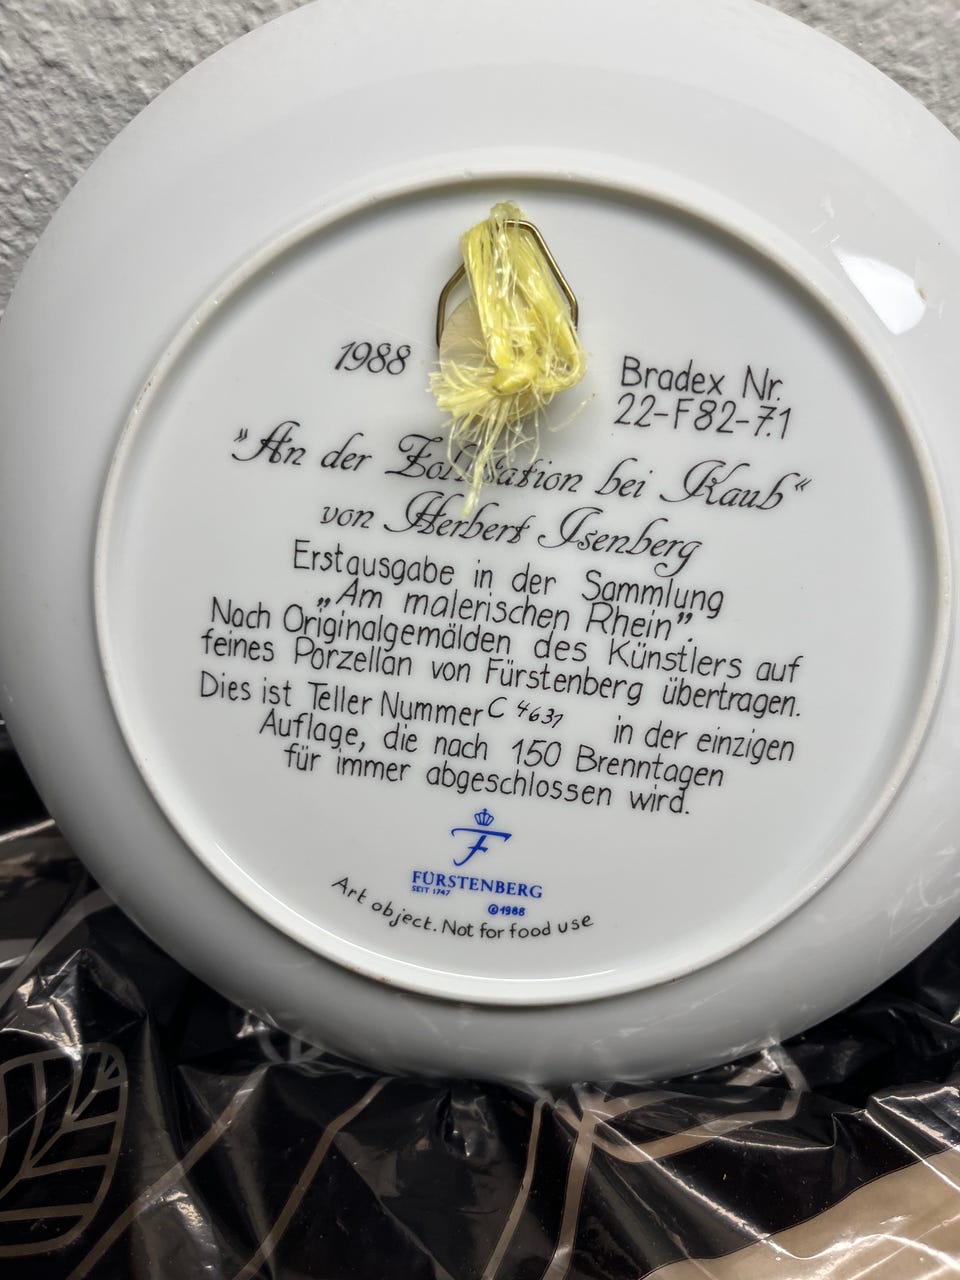 1988
Bradex Nr.
22-F82-7.1
"An der bei Kaub"
von Herbert Isenberg
Erstausgabe in der Sammlung
„Am malerischen Rhein”.
Nach Originalgemälden des Künstlers auf
feines Porzellan von Fürstenberg übertragen.
Dies ist Teller Nummer C 4631 in der einzigen
Auflage, die nach 150 Brenntagen
für immer abgeschlossen wird.
F
FÜRSTENBERG
SEIT 1747
©1988
Art object. Not for food use